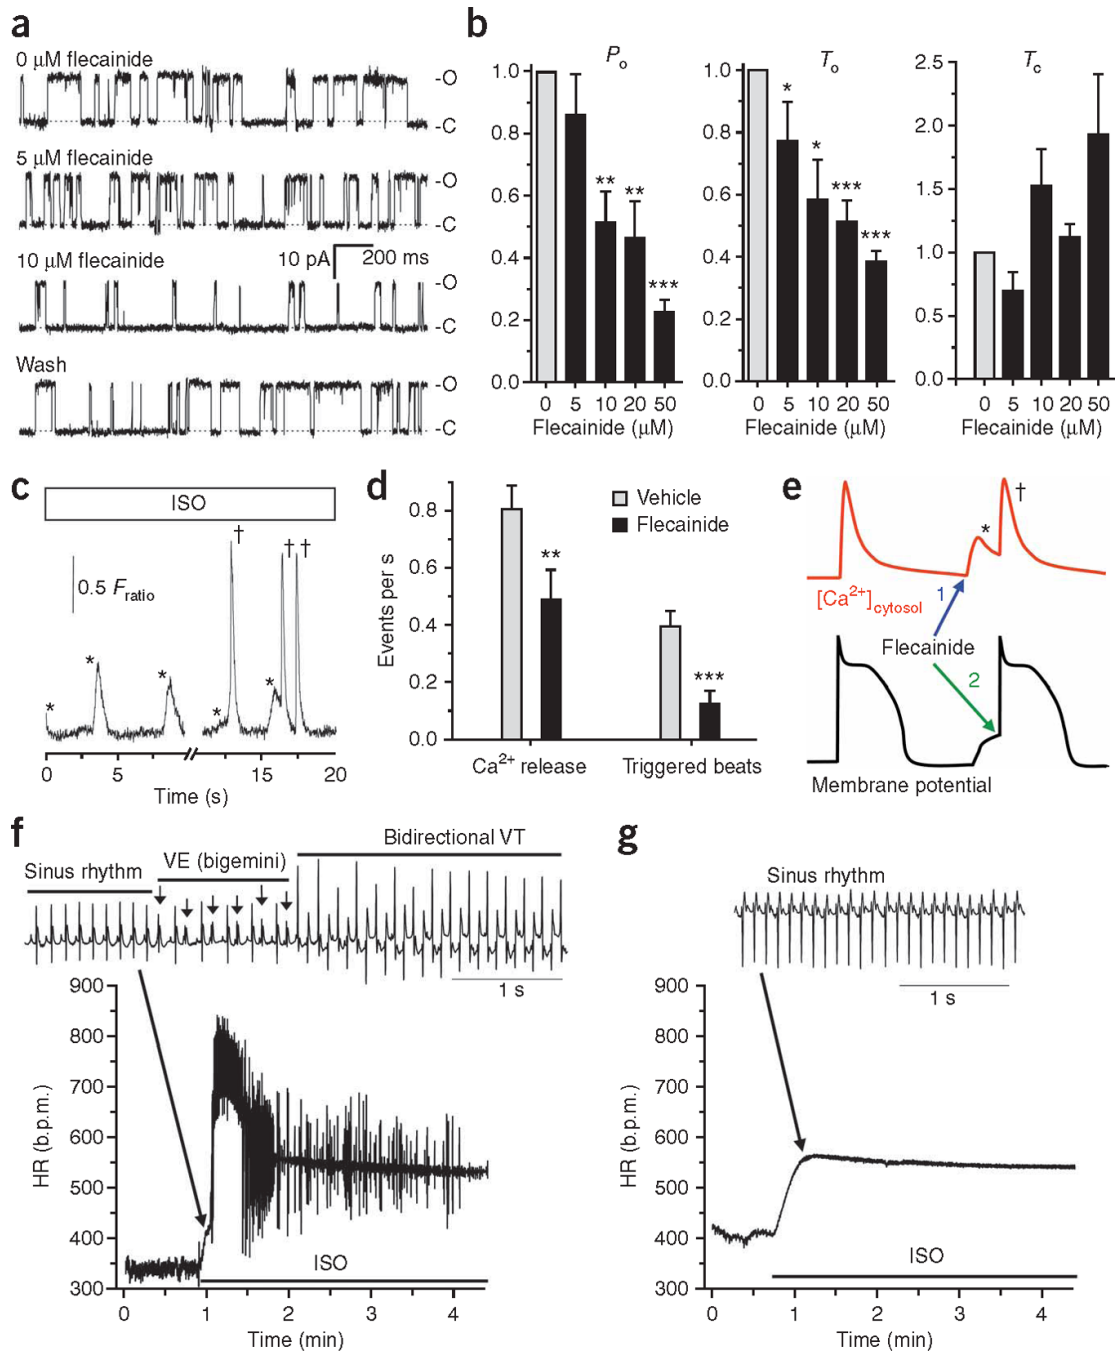 a
0 μM flecainide
-O
-C
5 μM flecainide
-O
-C
10 μM flecainide
10 pA
200 ms
-O
-C
Wash
-O
-C
b
Po
1.0
0.8
0.6
0.4
0.2
0.0
**
**
***
0 5 10 20 50
Flecainide (μM)
To
1.0
0.8
0.6
0.4
0.2
0.0
*
*
***
***
0 5 10 20 50
Flecainide (μM)
Tc
2.5
2.0
1.5
1.0
0.5
0.0
0 5 10 20 50
Flecainide (μM)
c
ISO
0.5 Fratio
* * * * *
† † †
0 5 15 20
Time (s)
d
Vehicle
Flecainide
Events per s
0.8
0.6
0.4
0.2
0.0
**
***
Ca2+ release
Triggered beats
e
*
†
[Ca2+]cytosol
1
Flecainide
2
Membrane potential
f
Sinus rhythm
VE (bigemini)
Bidirectional VT
1 s
HR (b.p.m.)
900
800
700
600
500
400
300
ISO
0 1 2 3 4
Time (min)
g
Sinus rhythm
1 s
HR (b.p.m.)
900
800
700
600
500
400
300
ISO
0 1 2 3 4
Time (min)